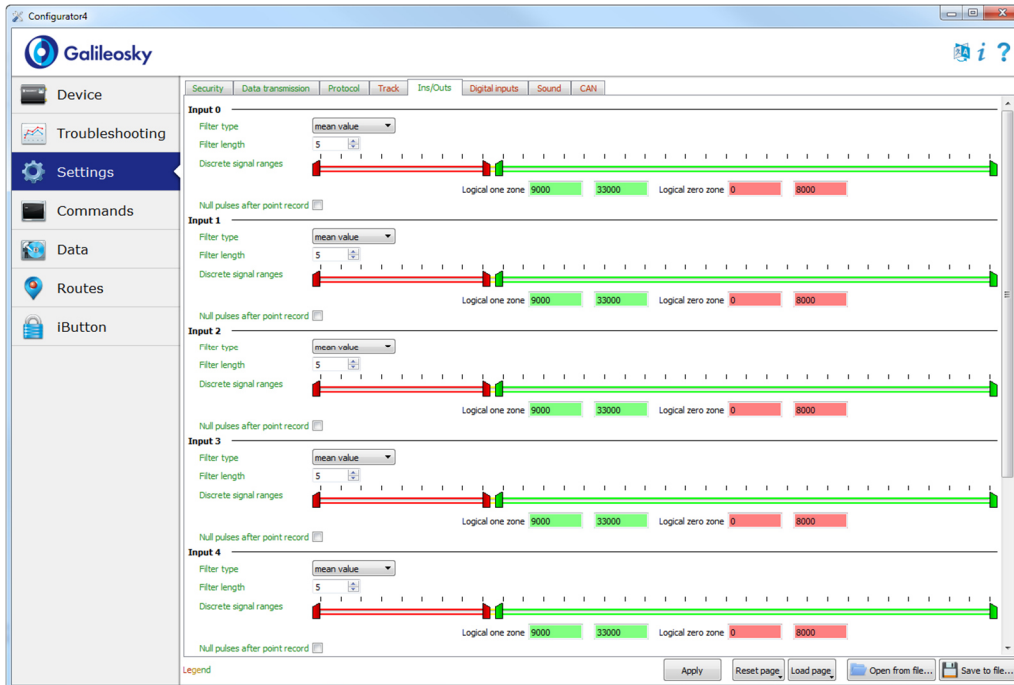 Configurator4
Galileosky
Device
Troubleshooting
Settings
Commands
Data
Routes
iButton
Security Data transmission Protocol Track Ins/Outs Digital inputs Sound CAN
Input 0
Filter type mean value
Filter length 5
Discrete signal ranges
Logical one zone 9000 33000 Logical zero zone 0 8000
Null pulses after point record
Input 1
Filter type mean value
Filter length 5
Discrete signal ranges
Logical one zone 9000 33000 Logical zero zone 0 8000
Null pulses after point record
Input 2
Filter type mean value
Filter length 5
Discrete signal ranges
Logical one zone 9000 33000 Logical zero zone 0 8000
Null pulses after point record
Input 3
Filter type mean value
Filter length 5
Discrete signal ranges
Logical one zone 9000 33000 Logical zero zone 0 8000
Null pulses after point record
Input 4
Filter type mean value
Filter length 5
Discrete signal ranges
Logical one zone 9000 33000 Logical zero zone 0 8000
Null pulses after point record
Legend Apply Reset page Load page Open from file... Save to file...